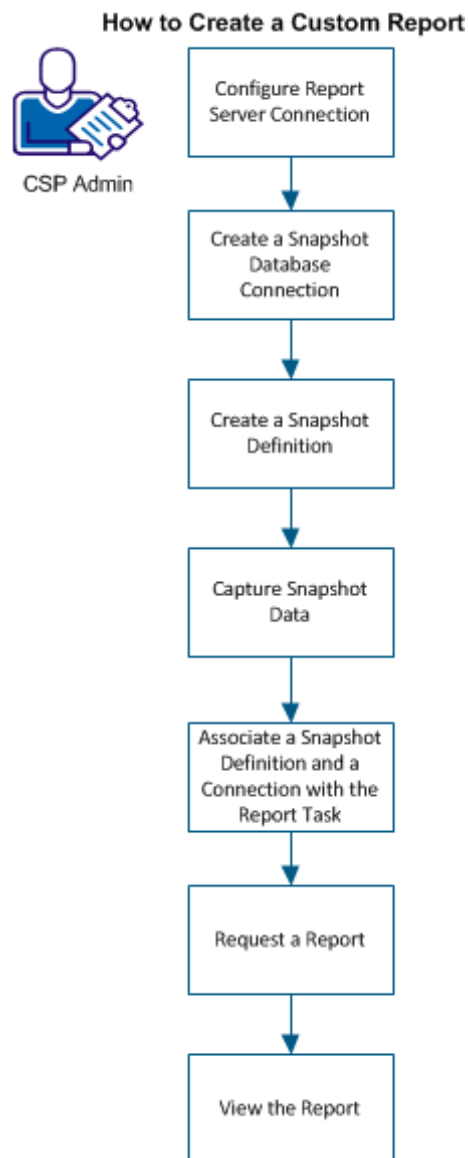 How to Create a Custom Report
CSP Admin
Configure Report
Server Connection
Create a Snapshot
Database
Connection
Create a Snapshot
Definition
Capture Snapshot
Data
Associate a Snapshot
Definition and a
Connection with the
Report Task
Request a Report
View the Report